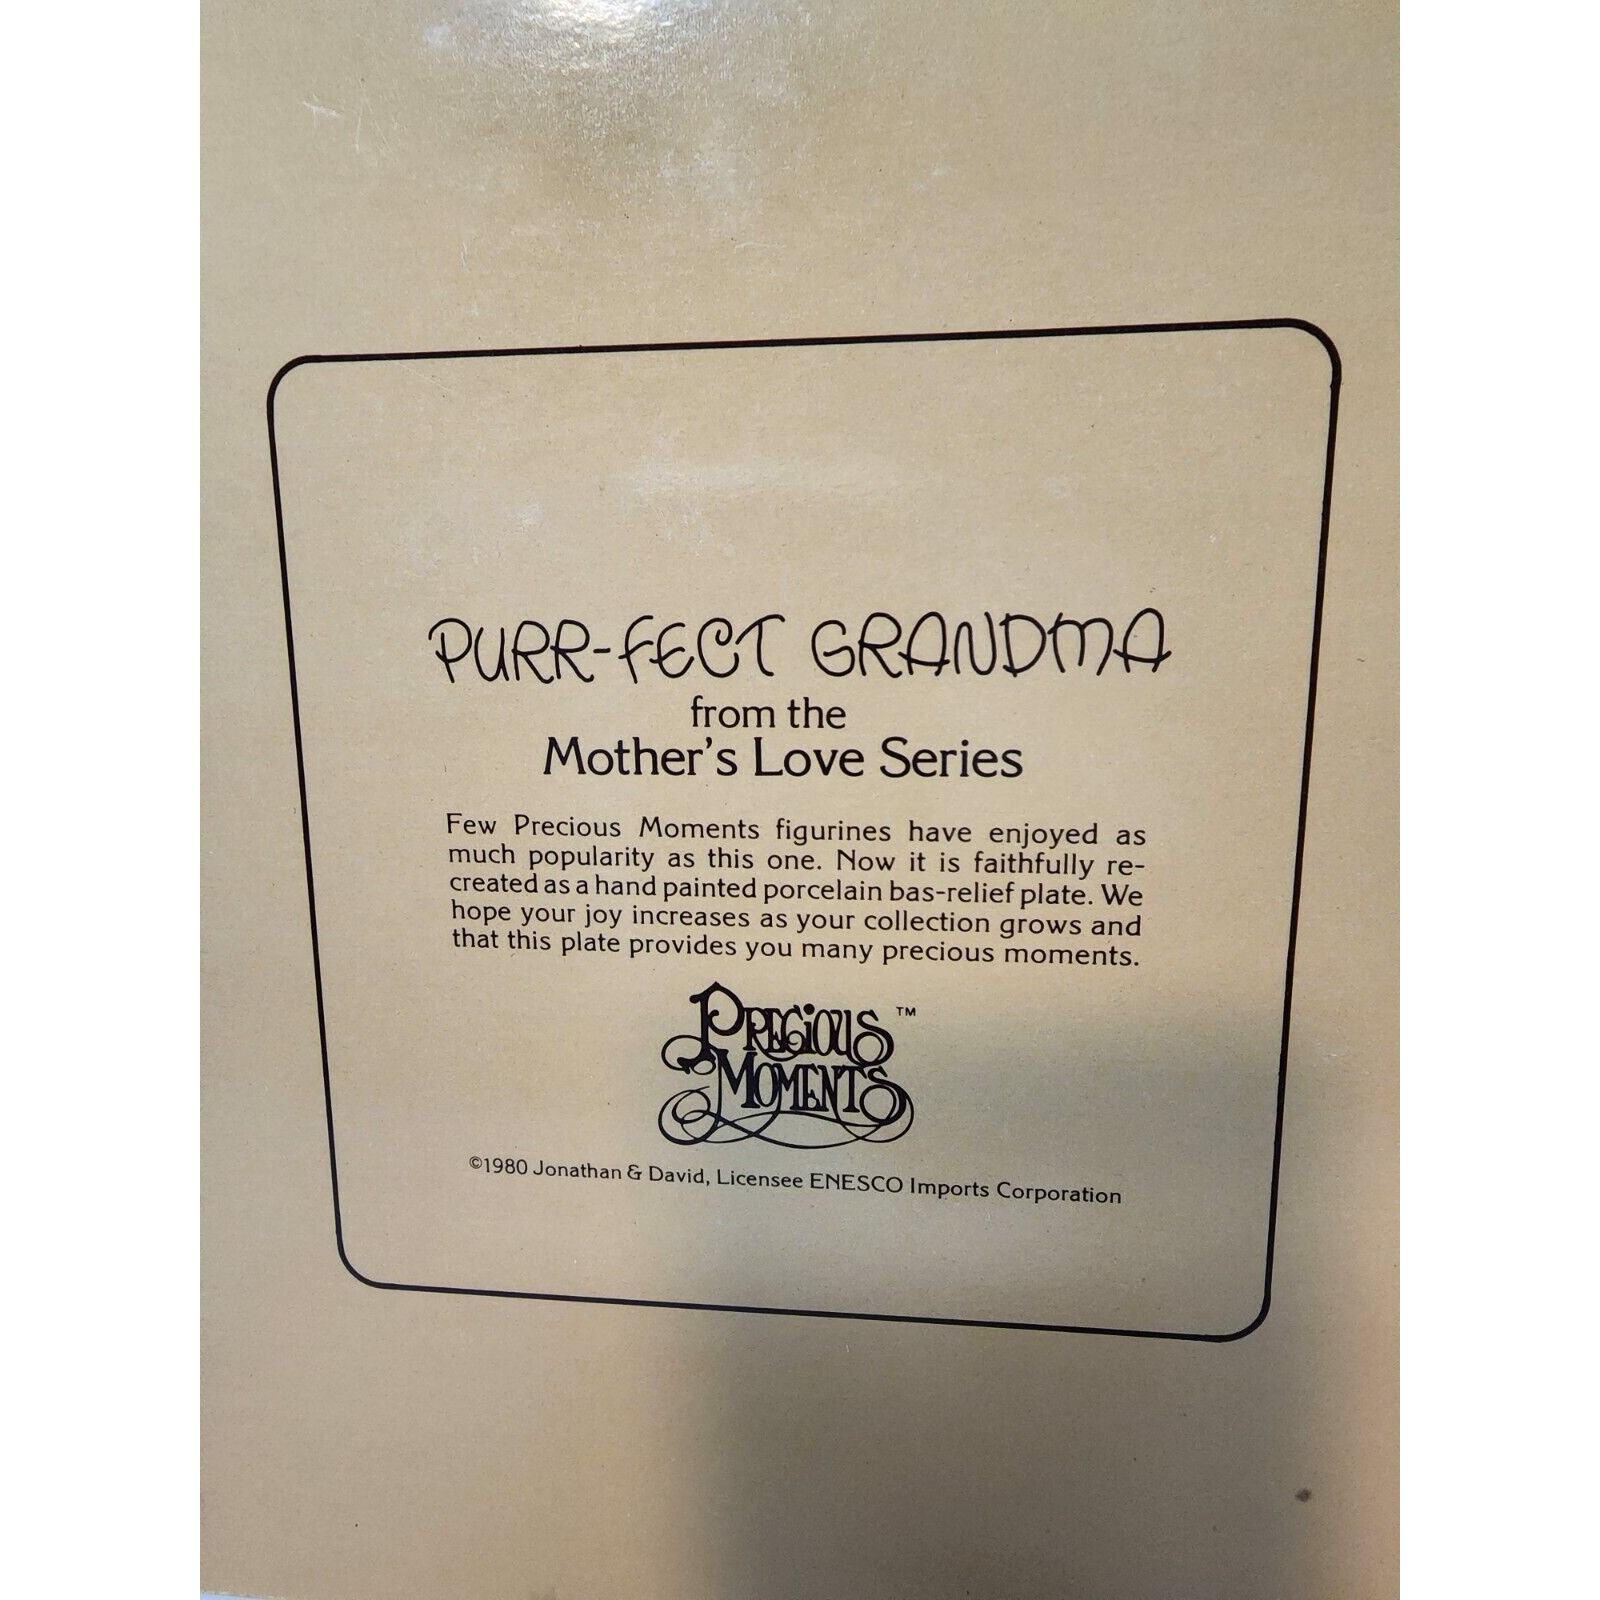 PURR-FECT GRANDMA
from the
Mother's Love Series
Few Precious Moments figurines have enjoyed as
much popularity as this one. Now it is faithfully re-
created as a hand painted porcelain bas-relief plate. We
hope your joy increases as your collection grows and
that this plate provides you many precious moments.
PRECIOUS ™
MOMENTS
©1980 Jonathan & David, Licensee ENESCO Imports Corporation